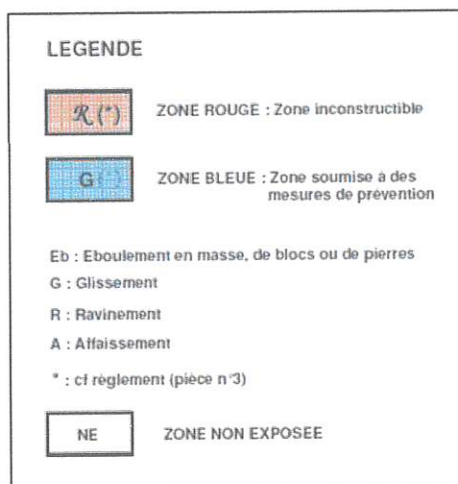 LEGENDE
R (*) ZONE ROUGE : Zone inconstructible
G (*) ZONE BLEUE : Zone soumise à des
mesures de prévention
Eb : Eboulement en masse, de blocs ou de pierres
G : Glissement
R : Ravinement
A : Affaissement
* : cf règlement (pièce n°3)
NE ZONE NON EXPOSEE